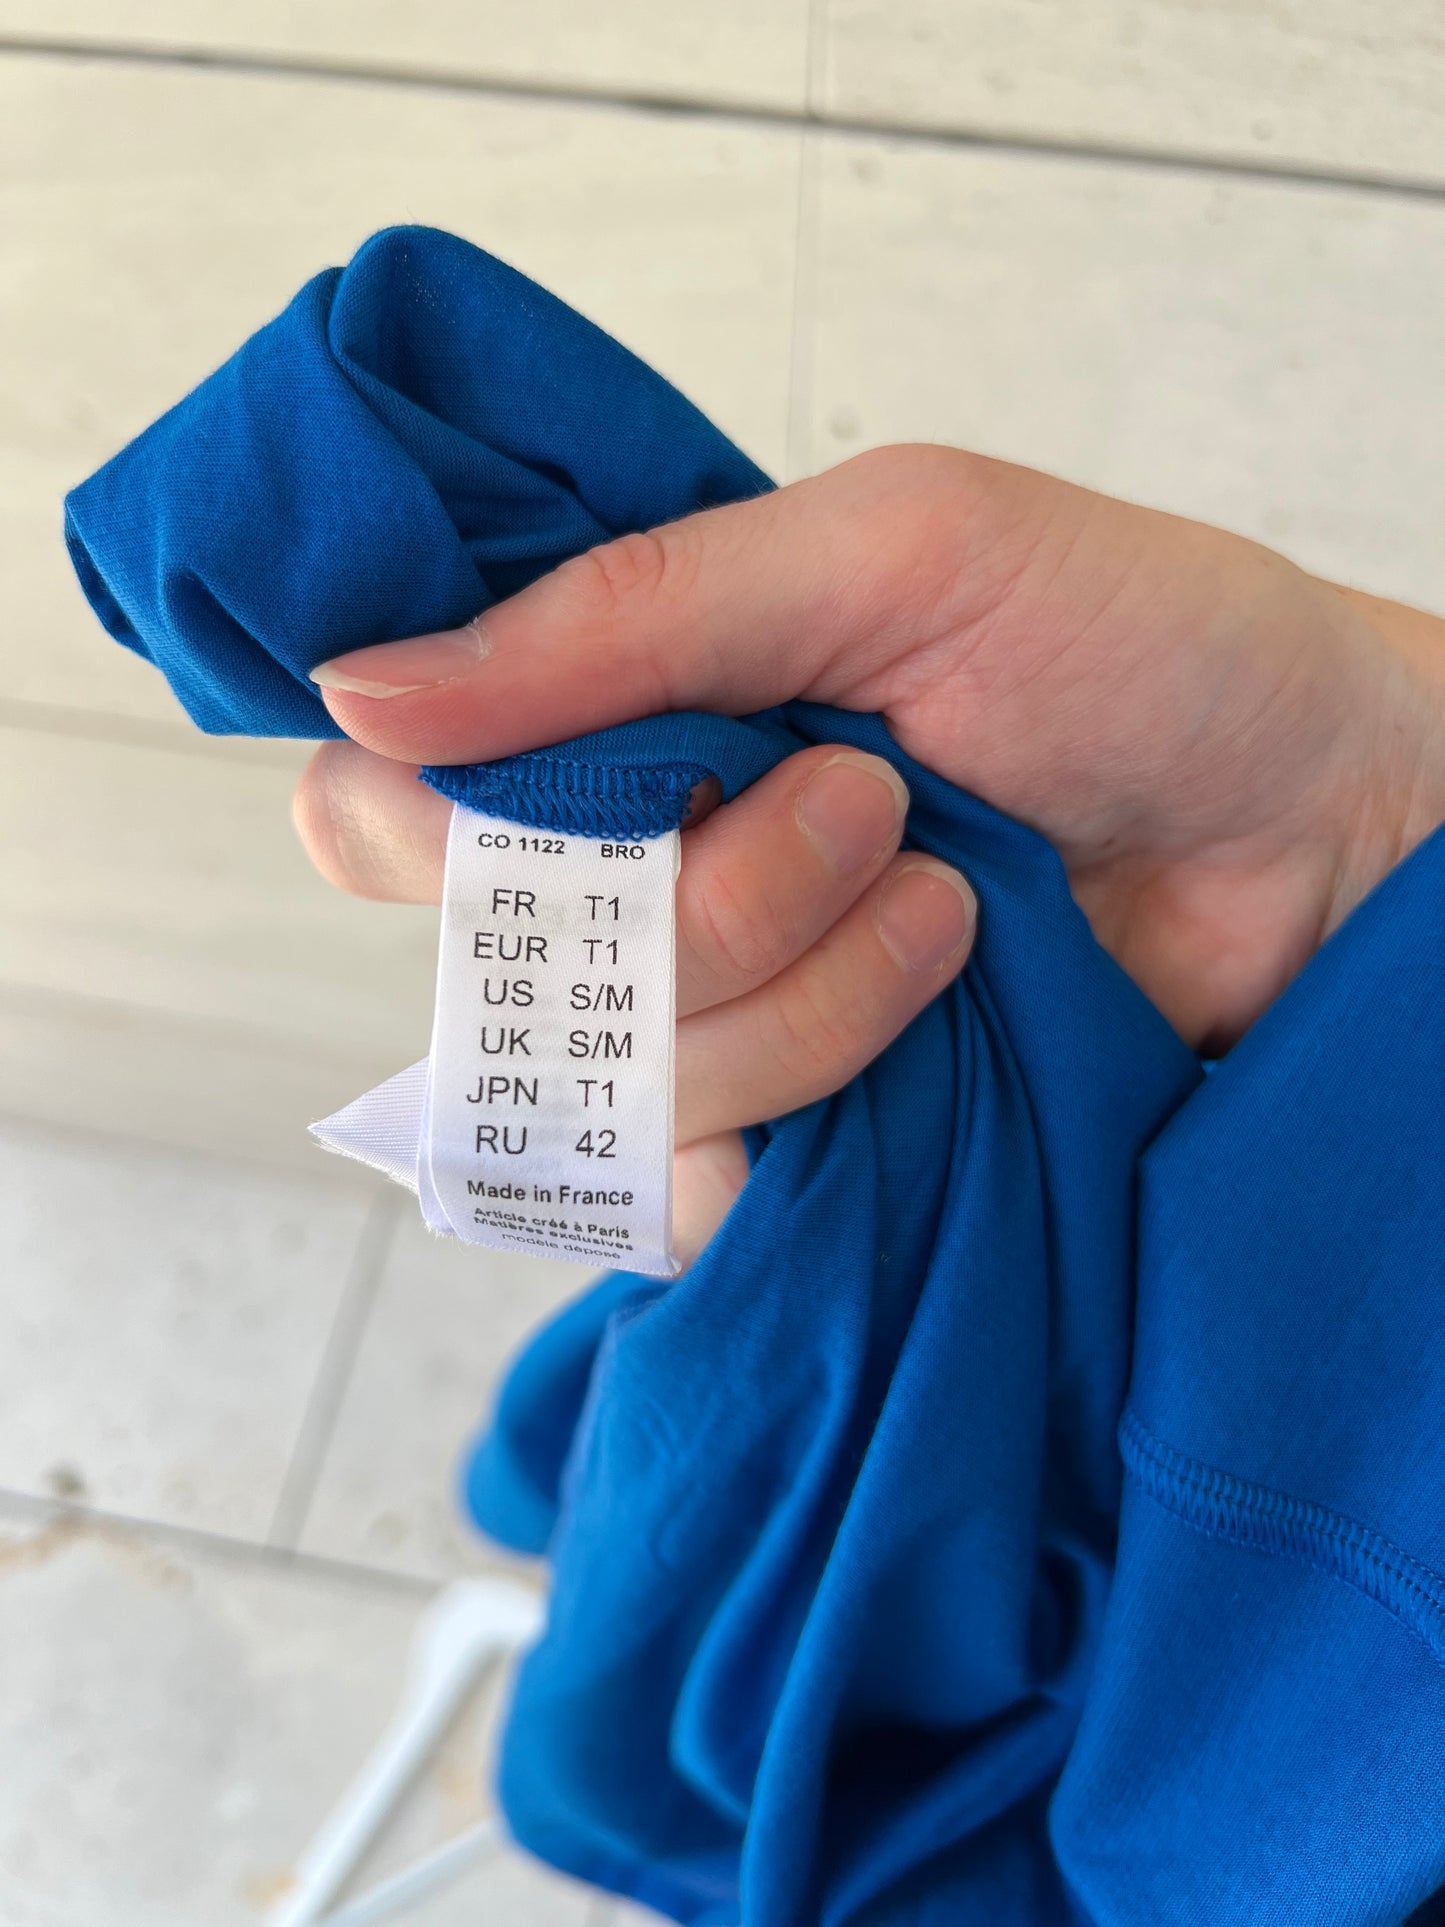 CO 1122 BRO
FR T1
EUR T1
US S/M
UK S/M
JPN T1
RU 42
Made in France
Article créé à Paris
Matières exclusives
modèle déposé